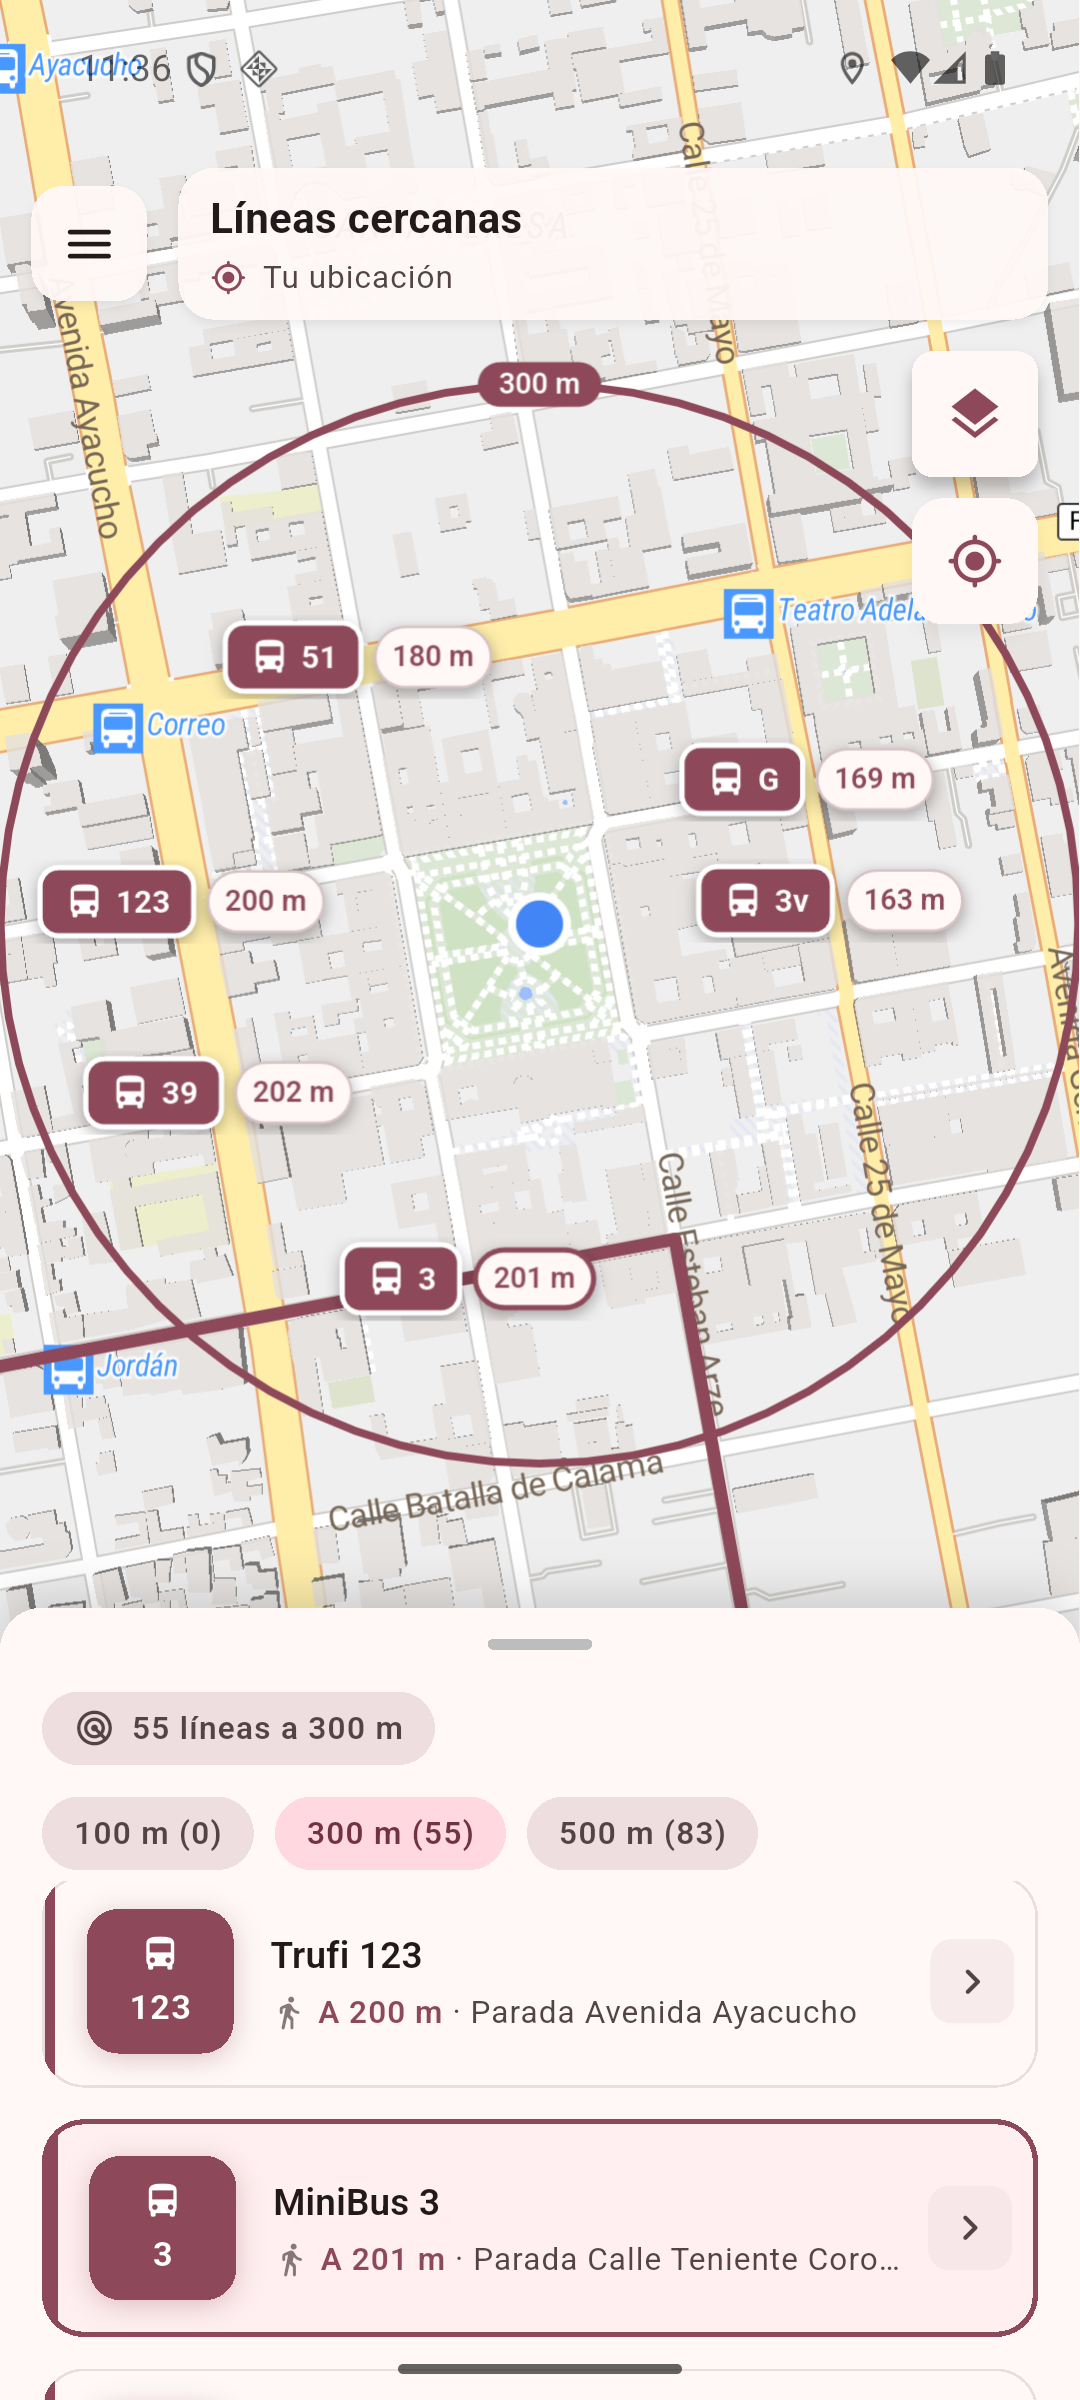 Ayacucho
11:36
Calle 25 de Mayo
Líneas cercanas
Tu ubicación
Avenida Ayacucho
300 m
Teatro Adela
51
180 m
Correo
G
169 m
123
200 m
3v
163 m
39
202 m
Calle 25 de Mayo
Calle Esteban Arze
3
201 m
Jordán
Calle Batalla de Calama
55 líneas a 300 m
100 m (0)
300 m (55)
500 m (83)
123
Trufi 123
A 200 m · Parada Avenida Ayacucho
3
MiniBus 3
A 201 m · Parada Calle Teniente Coro...